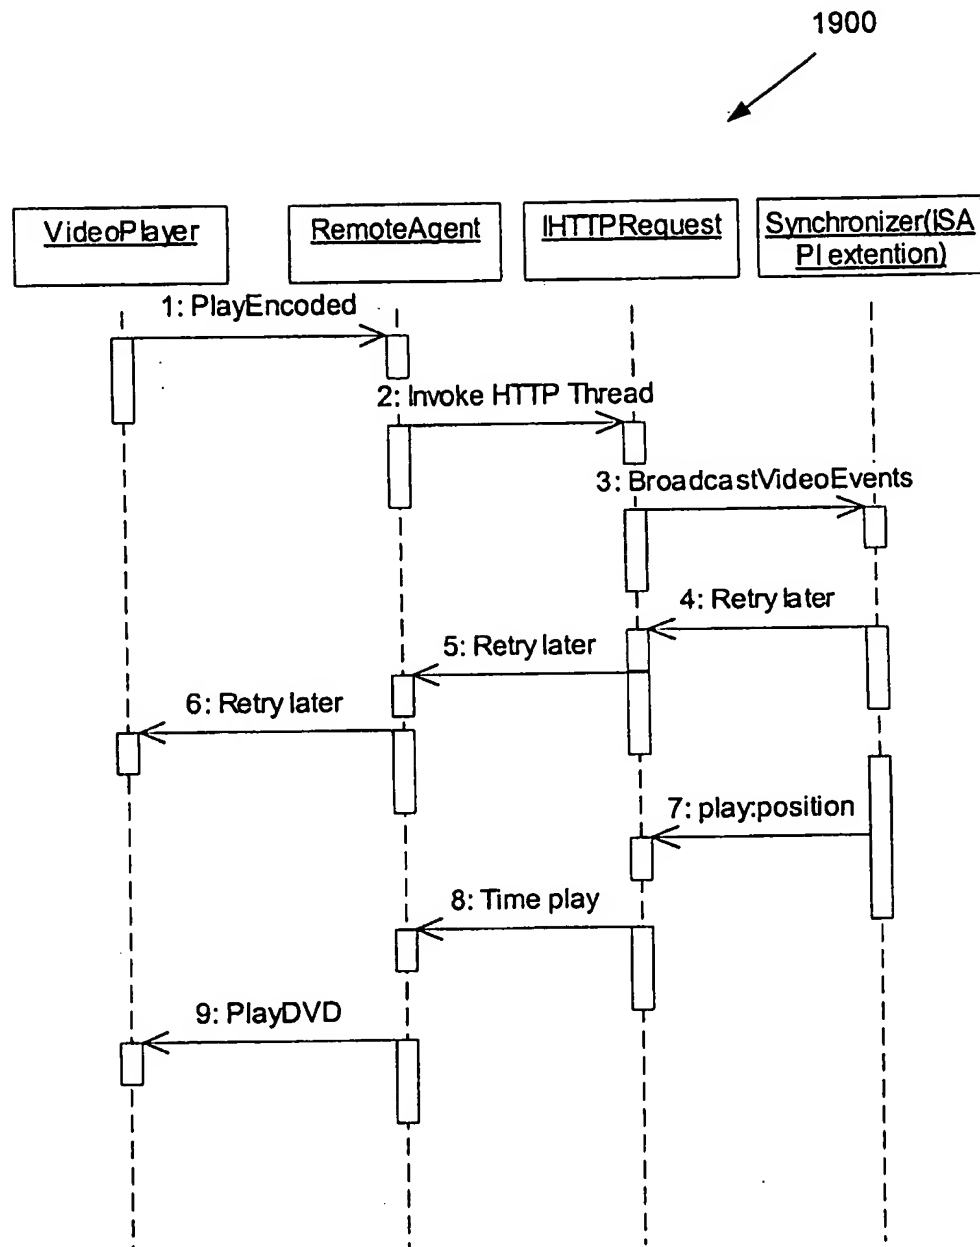 1900
VideoPlayer
RemoteAgent
IHTTPRequest
Synchronizer(ISA
PI extention)
1: PlayEncoded
2: Invoke HTTP Thread
3: BroadcastVideoEvents
4: Retry later
5: Retry later
6: Retry later
7: play:position
8: Time play
9: PlayDVD